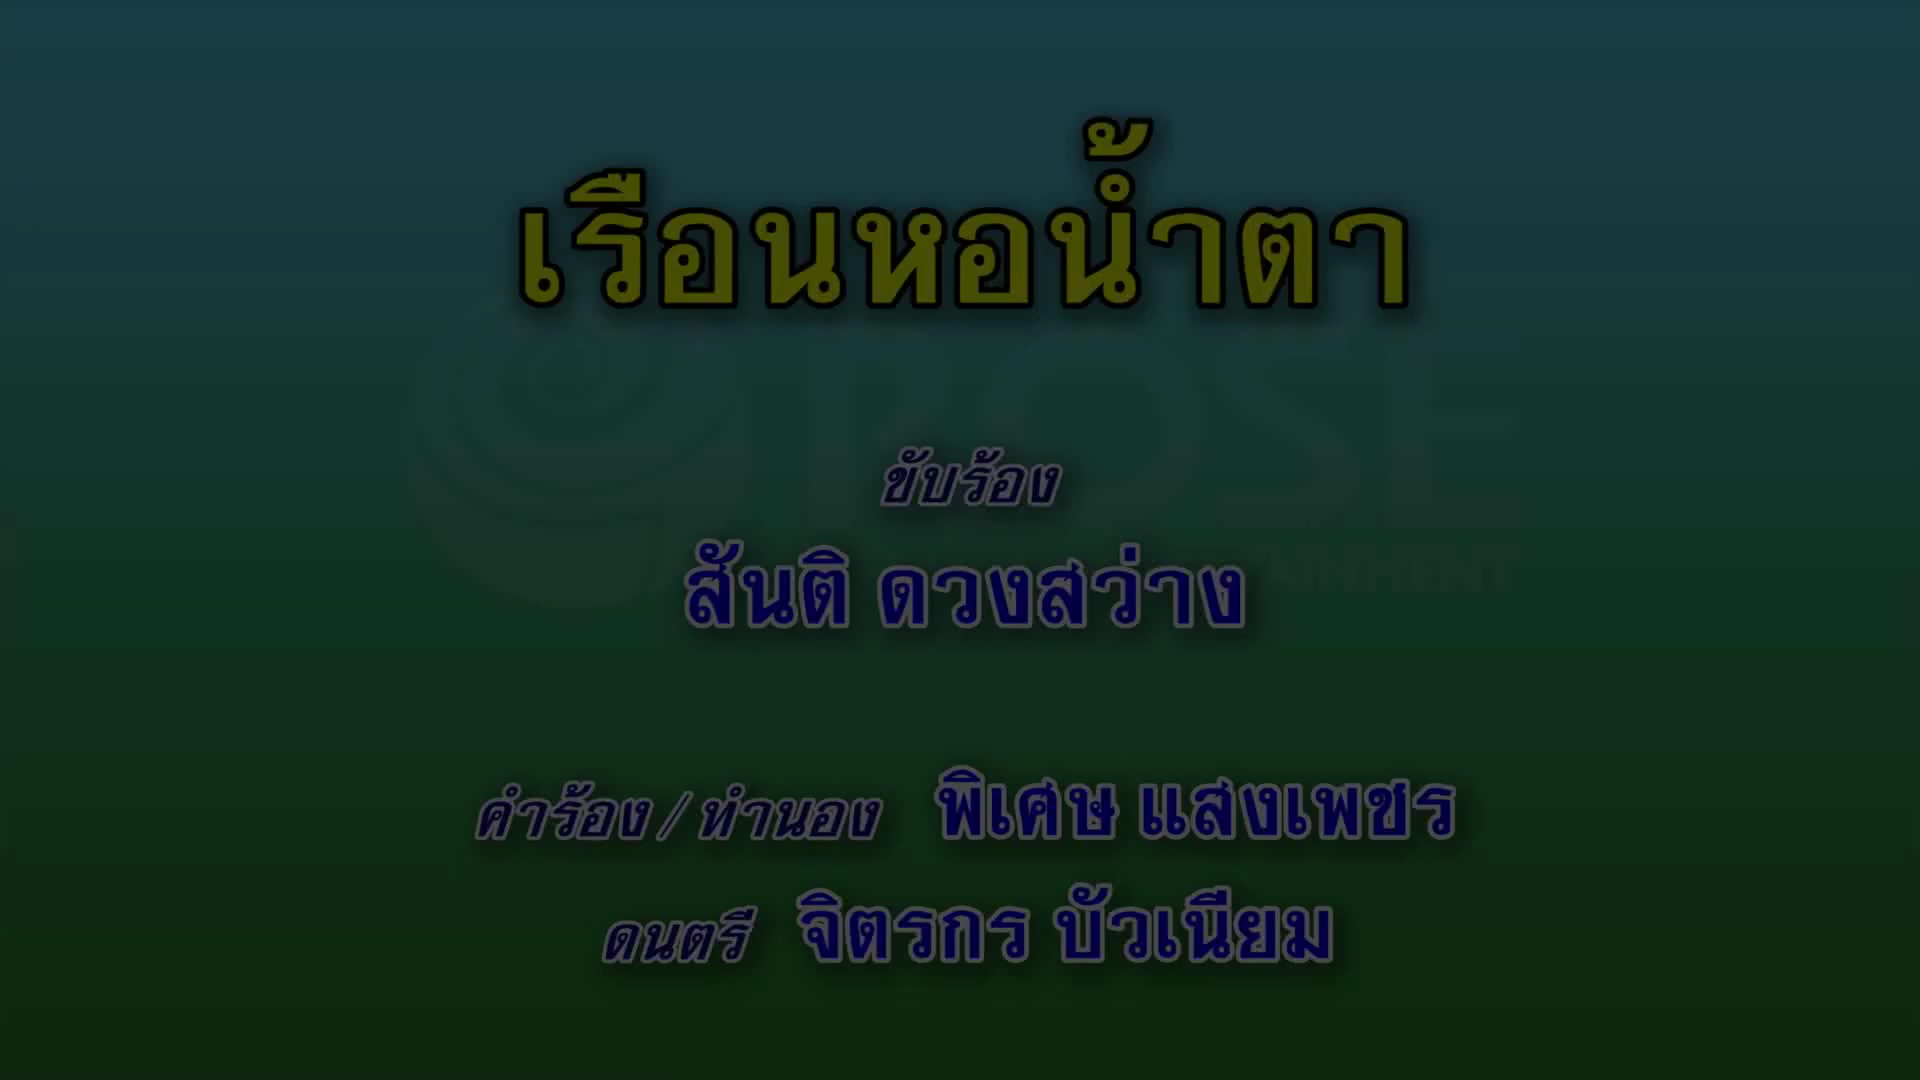 เรือนหอน้ำตา
ROSE
ขับร้อง
สันติ ดวงสว่าง
คำร้อง / ทำนอง พิเศษ แสงเพชร
ดนตรี จิตรกร บัวเนียม